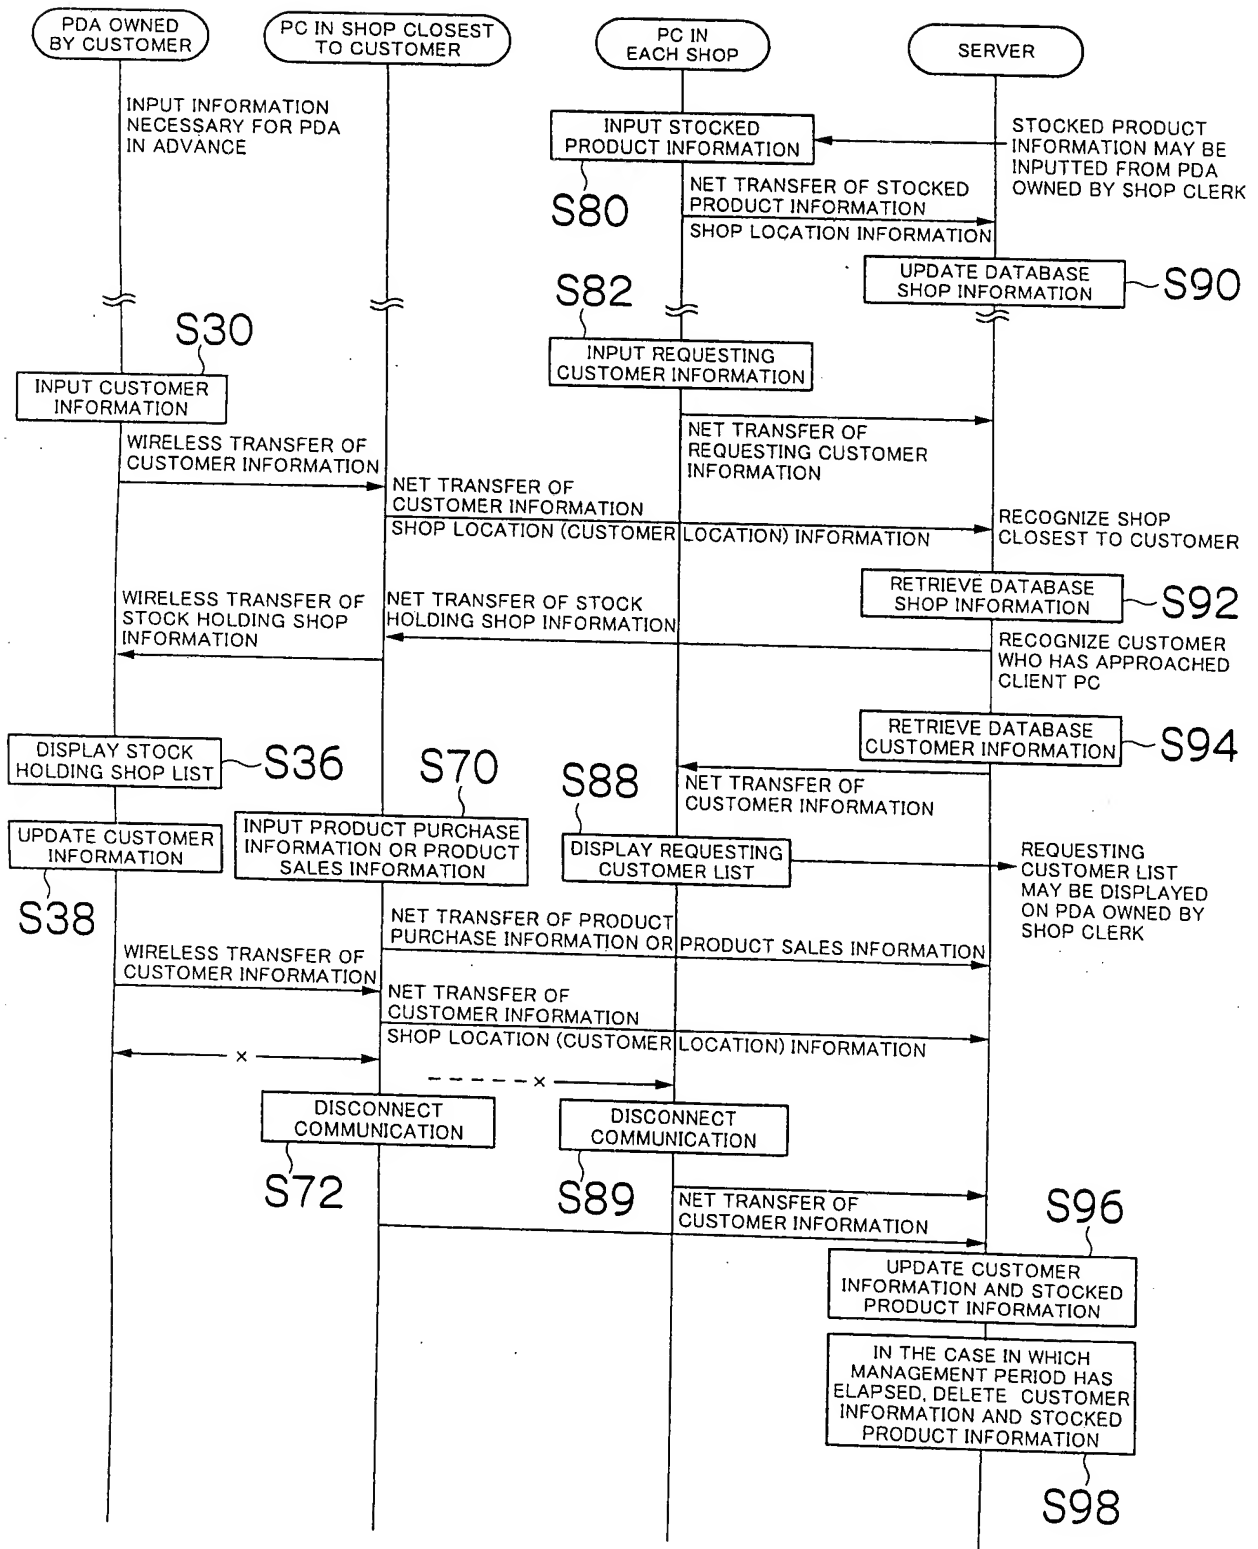 PDA OWNED
BY CUSTOMER
PC IN SHOP CLOSEST
TO CUSTOMER
PC IN
EACH SHOP
SERVER
INPUT INFORMATION
NECESSARY FOR PDA
IN ADVANCE
INPUT STOCKED
PRODUCT INFORMATION
STOCKED PRODUCT
INFORMATION MAY BE
INPUTTED FROM PDA
OWNED BY SHOP CLERK
S80
NET TRANSFER OF STOCKED
PRODUCT INFORMATION
SHOP LOCATION INFORMATION
UPDATE DATABASE
SHOP INFORMATION
S90
S82
S30
INPUT REQUESTING
CUSTOMER INFORMATION
INPUT CUSTOMER
INFORMATION
NET TRANSFER OF
REQUESTING CUSTOMER
INFORMATION
WIRELESS TRANSFER OF
CUSTOMER INFORMATION
NET TRANSFER OF
CUSTOMER INFORMATION
SHOP LOCATION (CUSTOMER LOCATION) INFORMATION
RECOGNIZE SHOP
CLOSEST TO CUSTOMER
RETRIEVE DATABASE
SHOP INFORMATION
S92
WIRELESS TRANSFER OF
STOCK HOLDING SHOP
INFORMATION
NET TRANSFER OF STOCK
HOLDING SHOP INFORMATION
RECOGNIZE CUSTOMER
WHO HAS APPROACHED
CLIENT PC
RETRIEVE DATABASE
CUSTOMER INFORMATION
S94
DISPLAY STOCK
HOLDING SHOP LIST
S36
S70
S88
NET TRANSFER OF
CUSTOMER INFORMATION
UPDATE CUSTOMER
INFORMATION
INPUT PRODUCT PURCHASE
INFORMATION OR PRODUCT
SALES INFORMATION
DISPLAY REQUESTING
CUSTOMER LIST
REQUESTING
CUSTOMER LIST
MAY BE DISPLAYED
ON PDA OWNED BY
SHOP CLERK
S38
NET TRANSFER OF PRODUCT
PURCHASE INFORMATION OR PRODUCT SALES INFORMATION
WIRELESS TRANSFER OF
CUSTOMER INFORMATION
NET TRANSFER OF
CUSTOMER INFORMATION
SHOP LOCATION (CUSTOMER LOCATION) INFORMATION
×
×
DISCONNECT
COMMUNICATION
DISCONNECT
COMMUNICATION
S72
S89
NET TRANSFER OF
CUSTOMER INFORMATION
S96
UPDATE CUSTOMER
INFORMATION AND STOCKED
PRODUCT INFORMATION
IN THE CASE IN WHICH
MANAGEMENT PERIOD HAS
ELAPSED, DELETE CUSTOMER
INFORMATION AND STOCKED
PRODUCT INFORMATION
S98